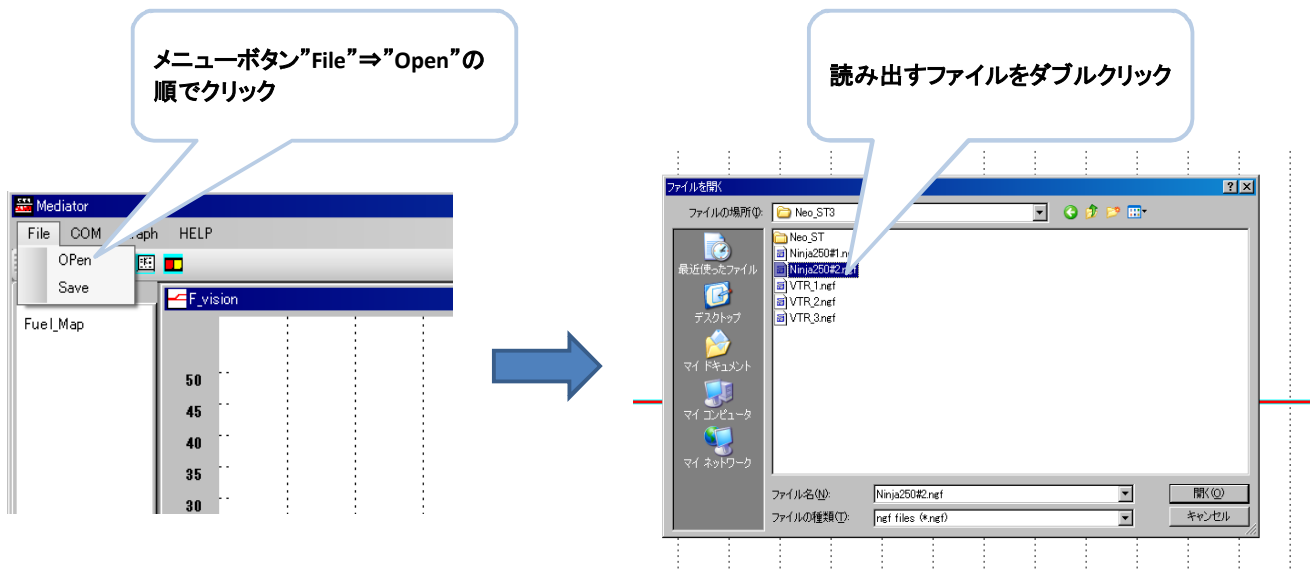 メニューボタン”File”⇒”Open”の
順でクリック
読み出すファイルをダブルクリック
Mediator
File COM aph HELP
OPen
Save
F_vision
Fuel_Map
50
45
40
35
30
ファイルを開く
ファイルの場所(I):
Neo_ST3
最近使ったファイル
デスクトップ
マイ ドキュメント
マイ コンピュータ
マイ ネットワーク
Neo_ST
Ninja250#1.n
Ninja250#2.ngf
VTR_1.ngf
VTR_2.ngf
VTR_3.ngf
ファイル名(N):
Ninja250#2.ngf
開く(O)
ファイルの種類(T):
ngf files (*.ngf)
キャンセル